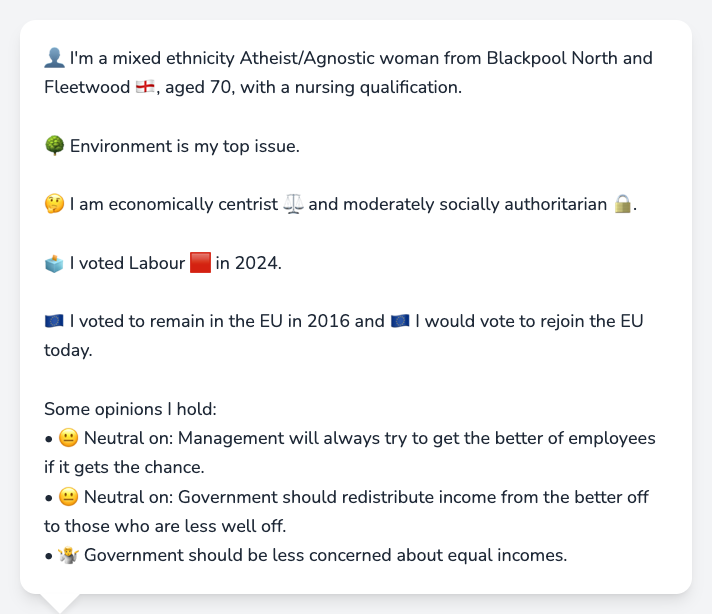 👤 I'm a mixed ethnicity Atheist/Agnostic woman from Blackpool North and
Fleetwood 🏴󠁧󠁢󠁥󠁮󠁧󠁿, aged 70, with a nursing qualification.
🌳 Environment is my top issue.
🤔 I am economically centrist ⚖️ and moderately socially authoritarian 🔒.
🗳️ I voted Labour 🟥 in 2024.
🇪🇺 I voted to remain in the EU in 2016 and 🇪🇺 I would vote to rejoin the EU
today.
Some opinions I hold:
• 😐 Neutral on: Management will always try to get the better of employees
if it gets the chance.
• 😐 Neutral on: Government should redistribute income from the better off
to those who are less well off.
• 🤷 Government should be less concerned about equal incomes.